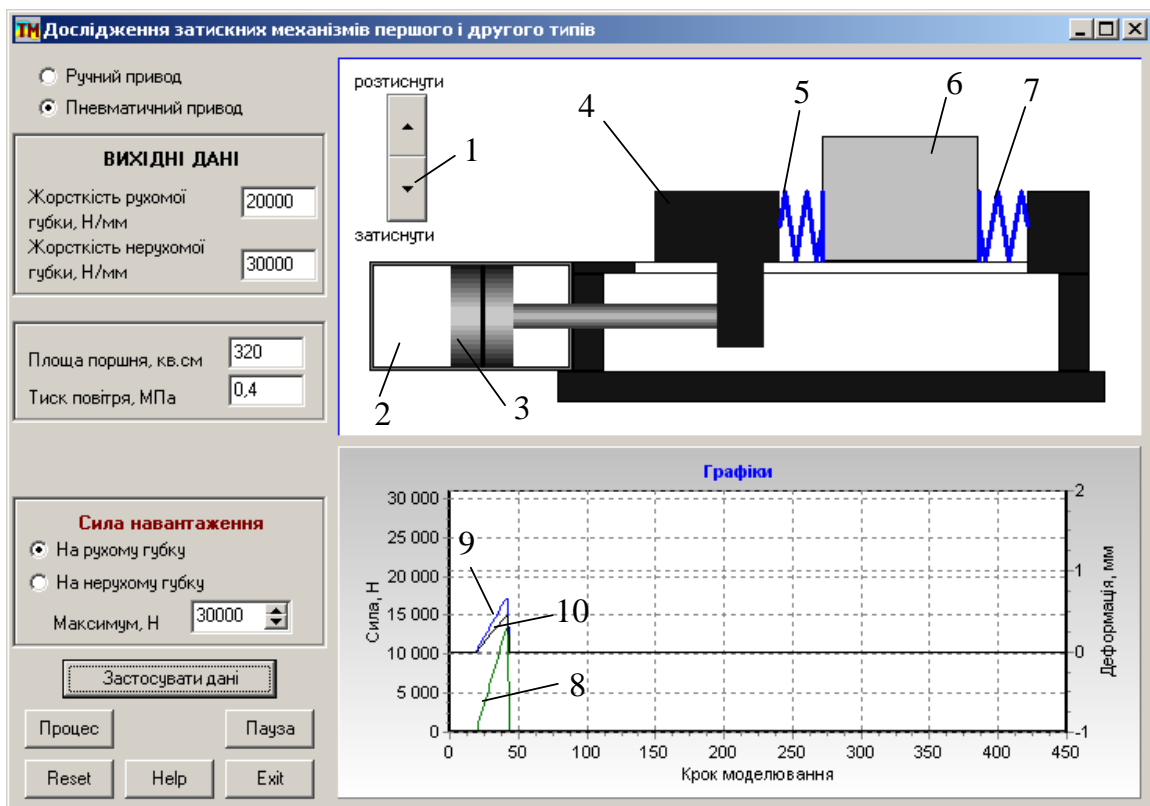 TM Дослідження затискних механізмів першого і другого типів
Ручний привод
Пневматичний привод
ВИХІДНІ ДАНІ
Жорсткість рухомої
губки, Н/мм
20000
Жорсткість нерухомої
губки, Н/мм
30000
Площа поршня, кв.см
320
Тиск повітря, МПа
0,4
Сила навантаження
На рухому губку
На нерухому губку
Максимум, Н
30000
Застосувати дані
Процес
Пауза
Reset
Help
Exit
розтиснути
затиснути
1
2
3
4
5
6
7
Графіки
30 000
25 000
20 000
15 000
10 000
5 000
0
Сила, Н
2
1
0
-1
Деформація, мм
9
10
8
0 50 100 150 200 250 300 350 400 450
Крок моделювання